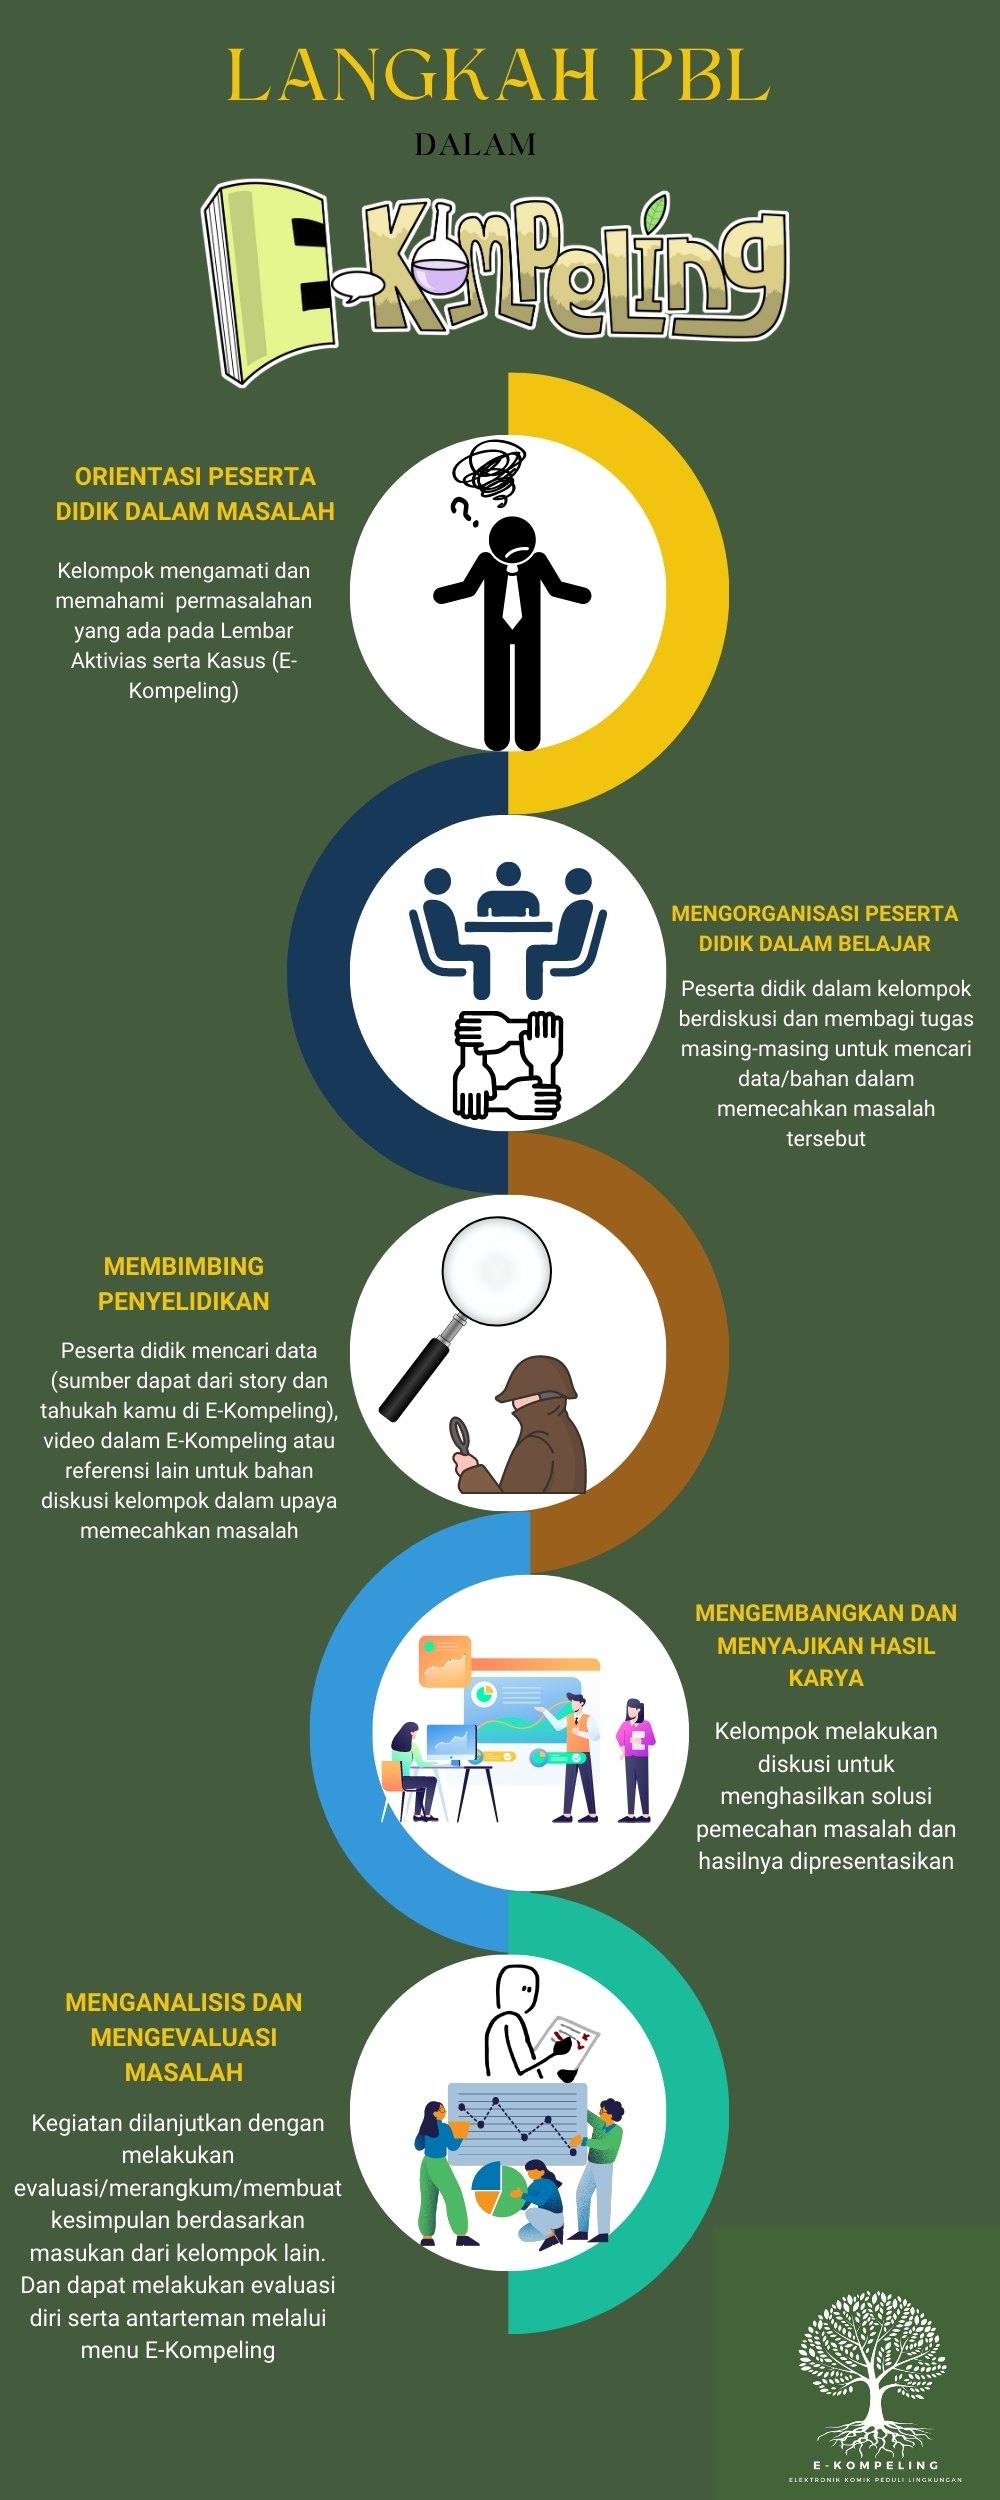 LANGKAH PBL
DALAM
E-Kompeling
ORIENTASI PESERTA
DIDIK DALAM MASALAH
Kelompok mengamati dan
memahami permasalahan
yang ada pada Lembar
Aktivias serta Kasus (E-
Kompeling)
MENGORGANISASI PESERTA
DIDIK DALAM BELAJAR
Peserta didik dalam kelompok
berdiskusi dan membagi tugas
masing-masing untuk mencari
data/bahan dalam
memecahkan masalah
tersebut
MEMBIMBING
PENYELIDIKAN
Peserta didik mencari data
(sumber dapat dari story dan
tahukah kamu di E-Kompeling),
video dalam E-Kompeling atau
referensi lain untuk bahan
diskusi kelompok dalam upaya
memecahkan masalah
MENGEMBANGKAN DAN
MENYAJIKAN HASIL
KARYA
Kelompok melakukan
diskusi untuk
menghasilkan solusi
pemecahan masalah dan
hasilnya dipresentasikan
MENGANALISIS DAN
MENGEVALUASI
MASALAH
Kegiatan dilanjutkan dengan
melakukan
evaluasi/merangkum/membuat
kesimpulan berdasarkan
masukan dari kelompok lain.
Dan dapat melakukan evaluasi
diri serta antarteman melalui
menu E-Kompeling
E-KOMPELING
ELEKTRONIK KOMIK PEDULI LINGKUNGAN